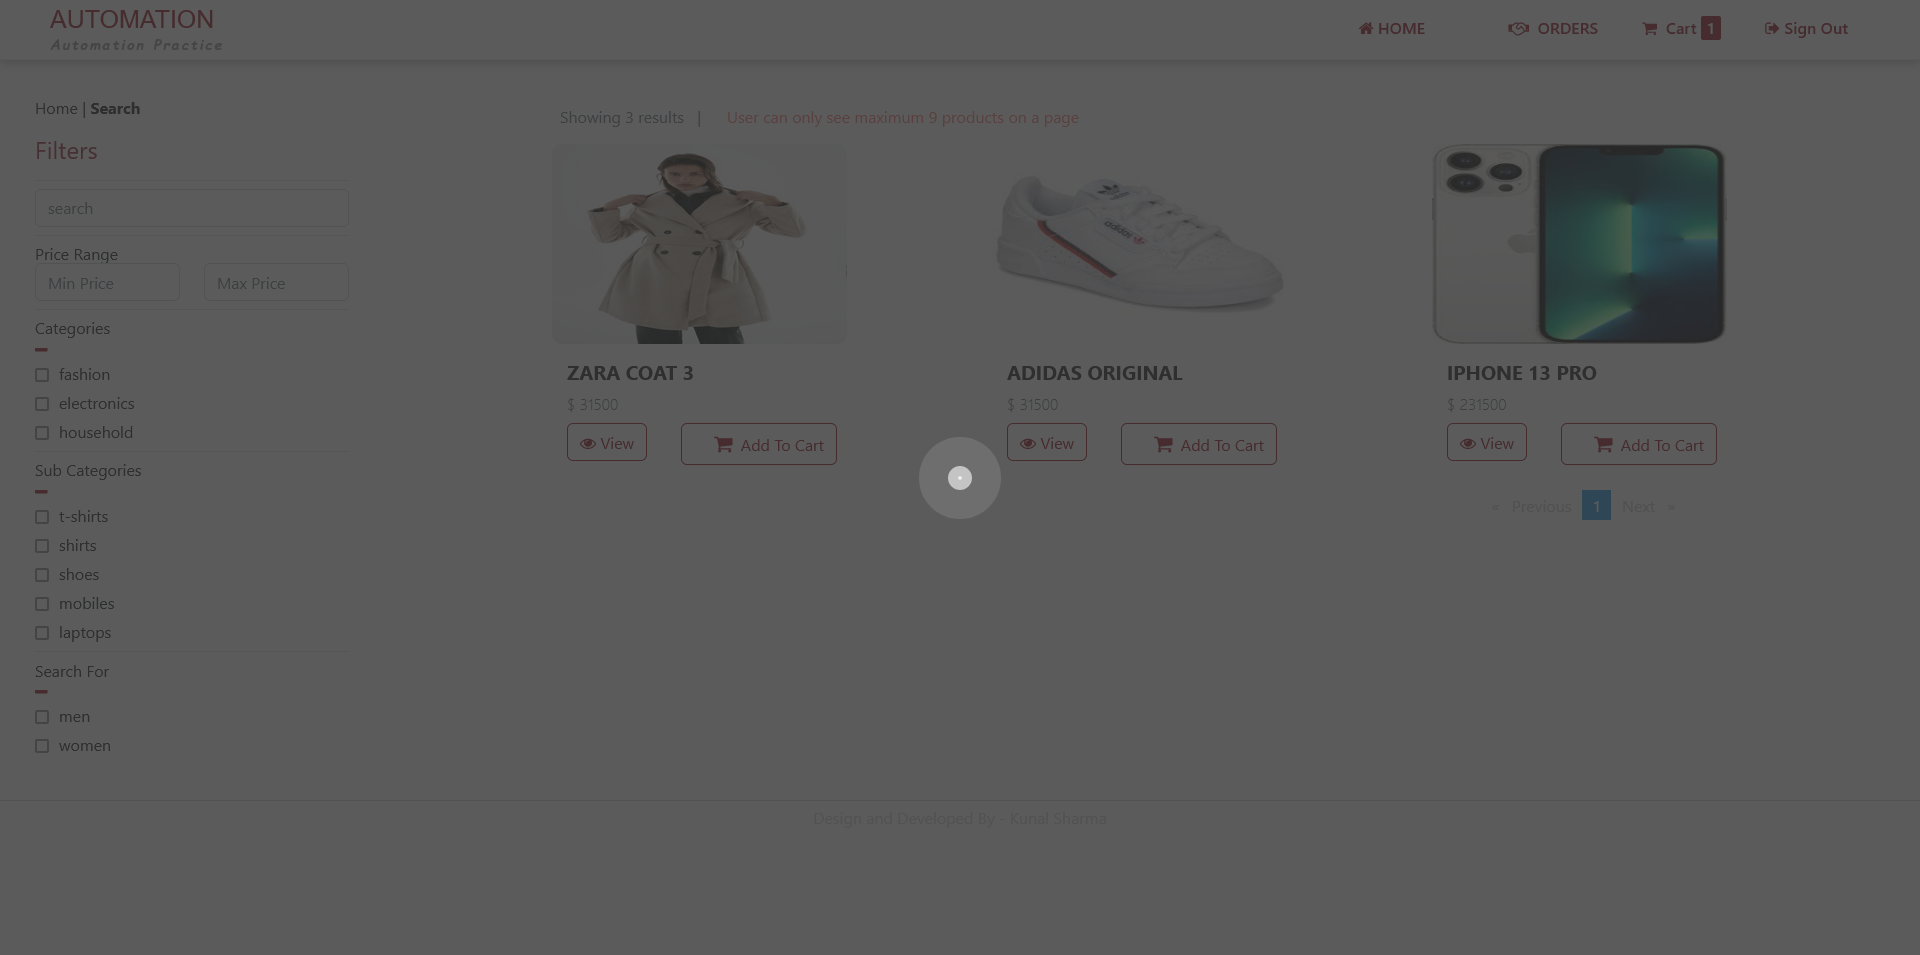 AUTOMATION
Automation Practice
HOME
ORDERS
Cart 1
Sign Out
Home | Search
Filters
search
Price Range
Min Price
Max Price
Categories
fashion
electronics
household
Sub Categories
t-shirts
shirts
shoes
mobiles
laptops
Search For
men
women
Showing 3 results |
User can only see maximum 9 products on a page
adidas
ZARA COAT 3
$ 31500
View
Add To Cart
ADIDAS ORIGINAL
$ 31500
View
Add To Cart
IPHONE 13 PRO
$ 231500
View
Add To Cart
« Previous 1 Next »
Design and Developed By - Kunal Sharma